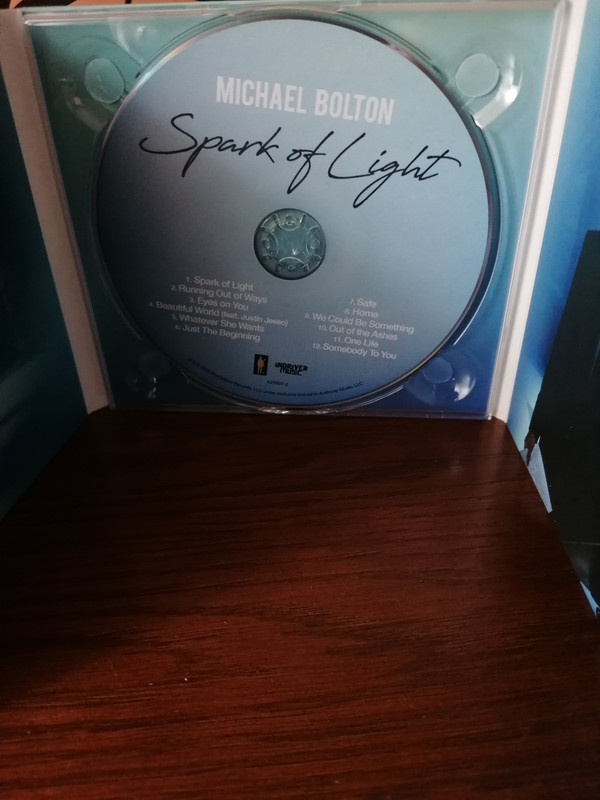 MICHAEL BOLTON
Spark of Light
1. Spark of Light
2. Running Out of Ways
3. Eyes on You
4. Beautiful World (feat. Justin Jesso)
5. Whatever She Wants
6. Just The Beginning
7. Safe
8. Home
9. We Could Be Something
10. Out of the Ashes
11. One Life
12. Somebody To You